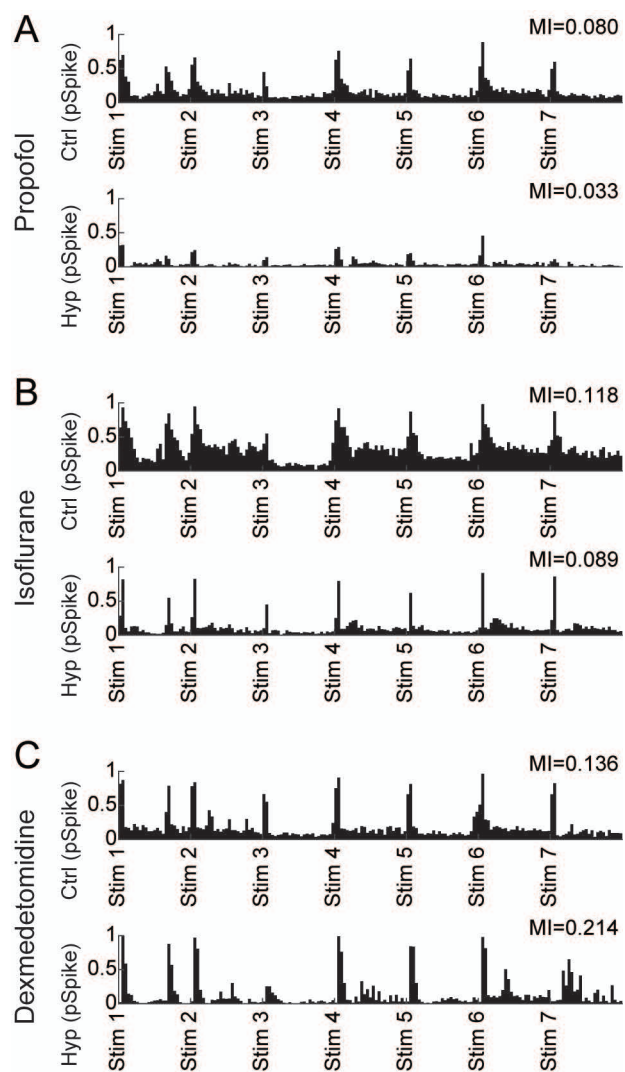 A
Propofol
MI=0.080
Ctrl (pSpike)
1
0.5
0
Stim 1
Stim 2
Stim 3
Stim 4
Stim 5
Stim 6
Stim 7
MI=0.033
Hyp (pSpike)
1
0.5
0
Stim 1
Stim 2
Stim 3
Stim 4
Stim 5
Stim 6
Stim 7
B
Isoflurane
MI=0.118
Ctrl (pSpike)
1
0.5
0
Stim 1
Stim 2
Stim 3
Stim 4
Stim 5
Stim 6
Stim 7
MI=0.089
Hyp (pSpike)
1
0.5
0
Stim 1
Stim 2
Stim 3
Stim 4
Stim 5
Stim 6
Stim 7
C
Dexmedetomidine
MI=0.136
Ctrl (pSpike)
1
0.5
0
Stim 1
Stim 2
Stim 3
Stim 4
Stim 5
Stim 6
Stim 7
MI=0.214
Hyp (pSpike)
1
0.5
0
Stim 1
Stim 2
Stim 3
Stim 4
Stim 5
Stim 6
Stim 7